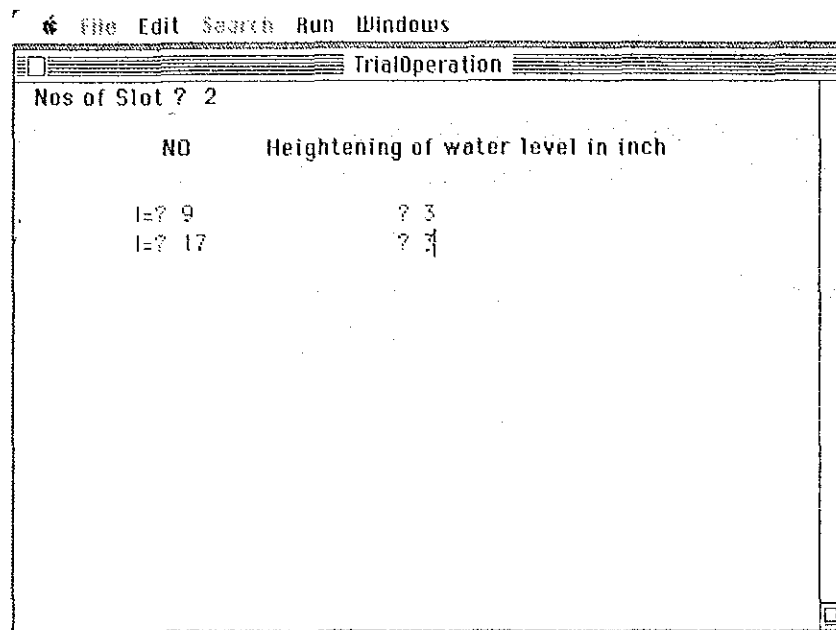 File Edit Search Run Windows
TrialOperation
Nos of Slot ? 2
NO Heightening of water level in inch
I=? 9 ? 3
I=? 17 ? 3